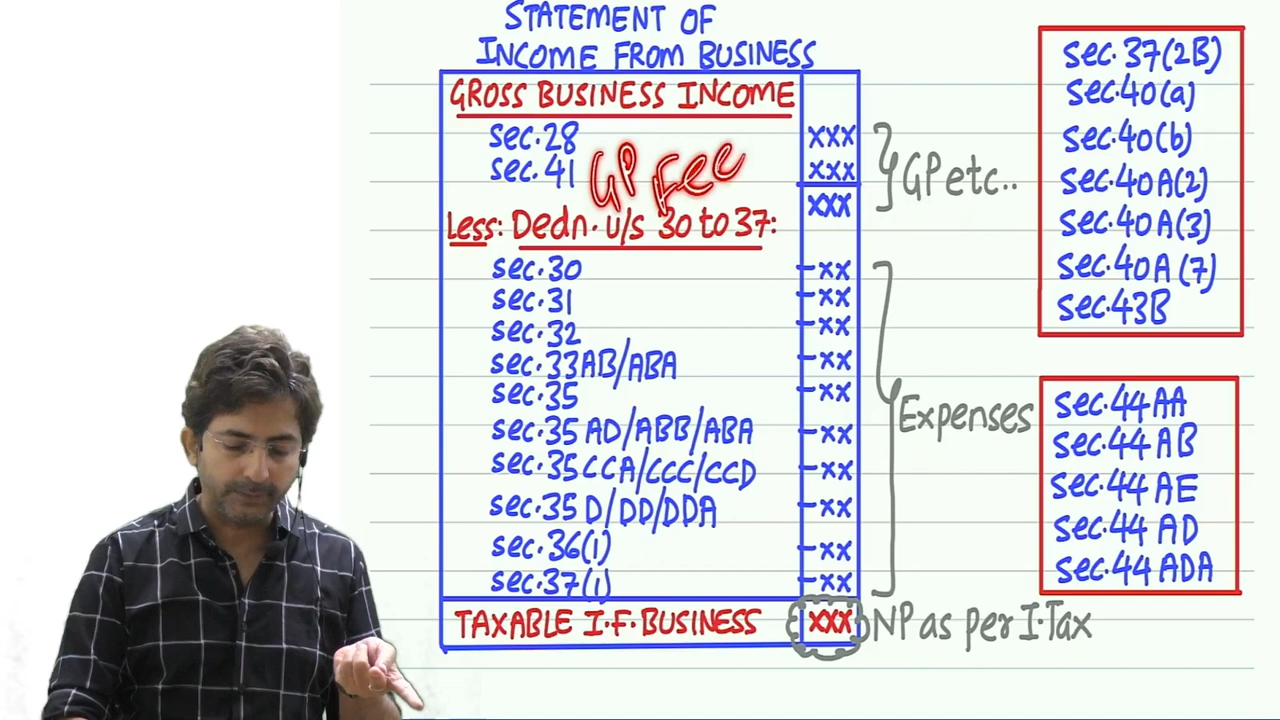 STATEMENT OF
INCOME FROM BUSINESS
GROSS BUSINESS INCOME
sec.28 xxx
sec.41 xxx
GP Fee
GP etc..
xxx
Less: Dedn. u/s 30 to 37:
sec.30 -xx
sec.31 -xx
sec.32 -xx
sec.33AB/ABA -xx
sec.35 -xx
sec.35 AD/ABB/ABA -xx
sec.35 CCA/CCC/CCD -xx
sec.35 D/DD/DDA -xx
sec.36(1) -xx
sec.37(1) -xx
Expenses
TAXABLE I.F. BUSINESS xxx
NP as per I.Tax
sec.37(2B)
sec.40(a)
sec.40(b)
sec.40A(2)
sec.40A(3)
sec.40A(7)
sec.43B
sec.44AA
sec.44AB
sec.44AE
sec.44AD
sec.44ADA